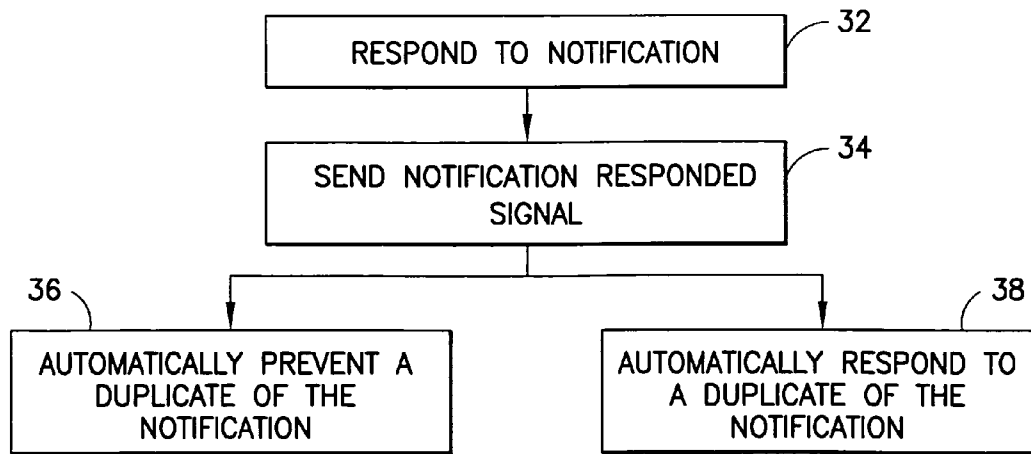 32
RESPOND TO NOTIFICATION
34
SEND NOTIFICATION RESPONDED
SIGNAL
36
AUTOMATICALLY PREVENT A
DUPLICATE OF THE
NOTIFICATION
38
AUTOMATICALLY RESPOND TO
A DUPLICATE OF THE
NOTIFICATION